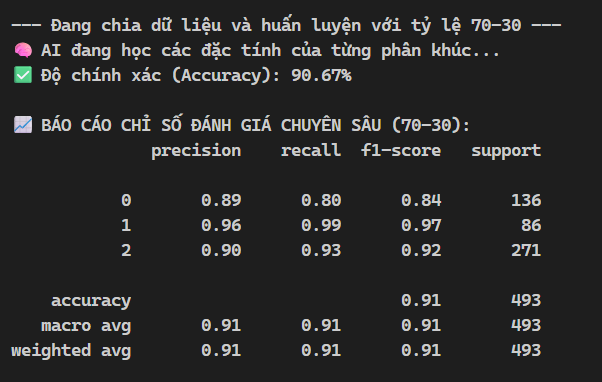 --- Đang chia dữ liệu và huấn luyện với tỷ lệ 70-30 ---
🧠 AI đang học các đặc tính của từng phân khúc...
✅ Độ chính xác (Accuracy): 90.67%
📈 BÁO CÁO CHỈ SỐ ĐÁNH GIÁ CHUYÊN SÂU (70-30):
precision recall f1-score support
0 0.89 0.80 0.84 136
1 0.96 0.99 0.97 86
2 0.90 0.93 0.92 271
accuracy 0.91 493
macro avg 0.91 0.91 0.91 493
weighted avg 0.91 0.91 0.91 493